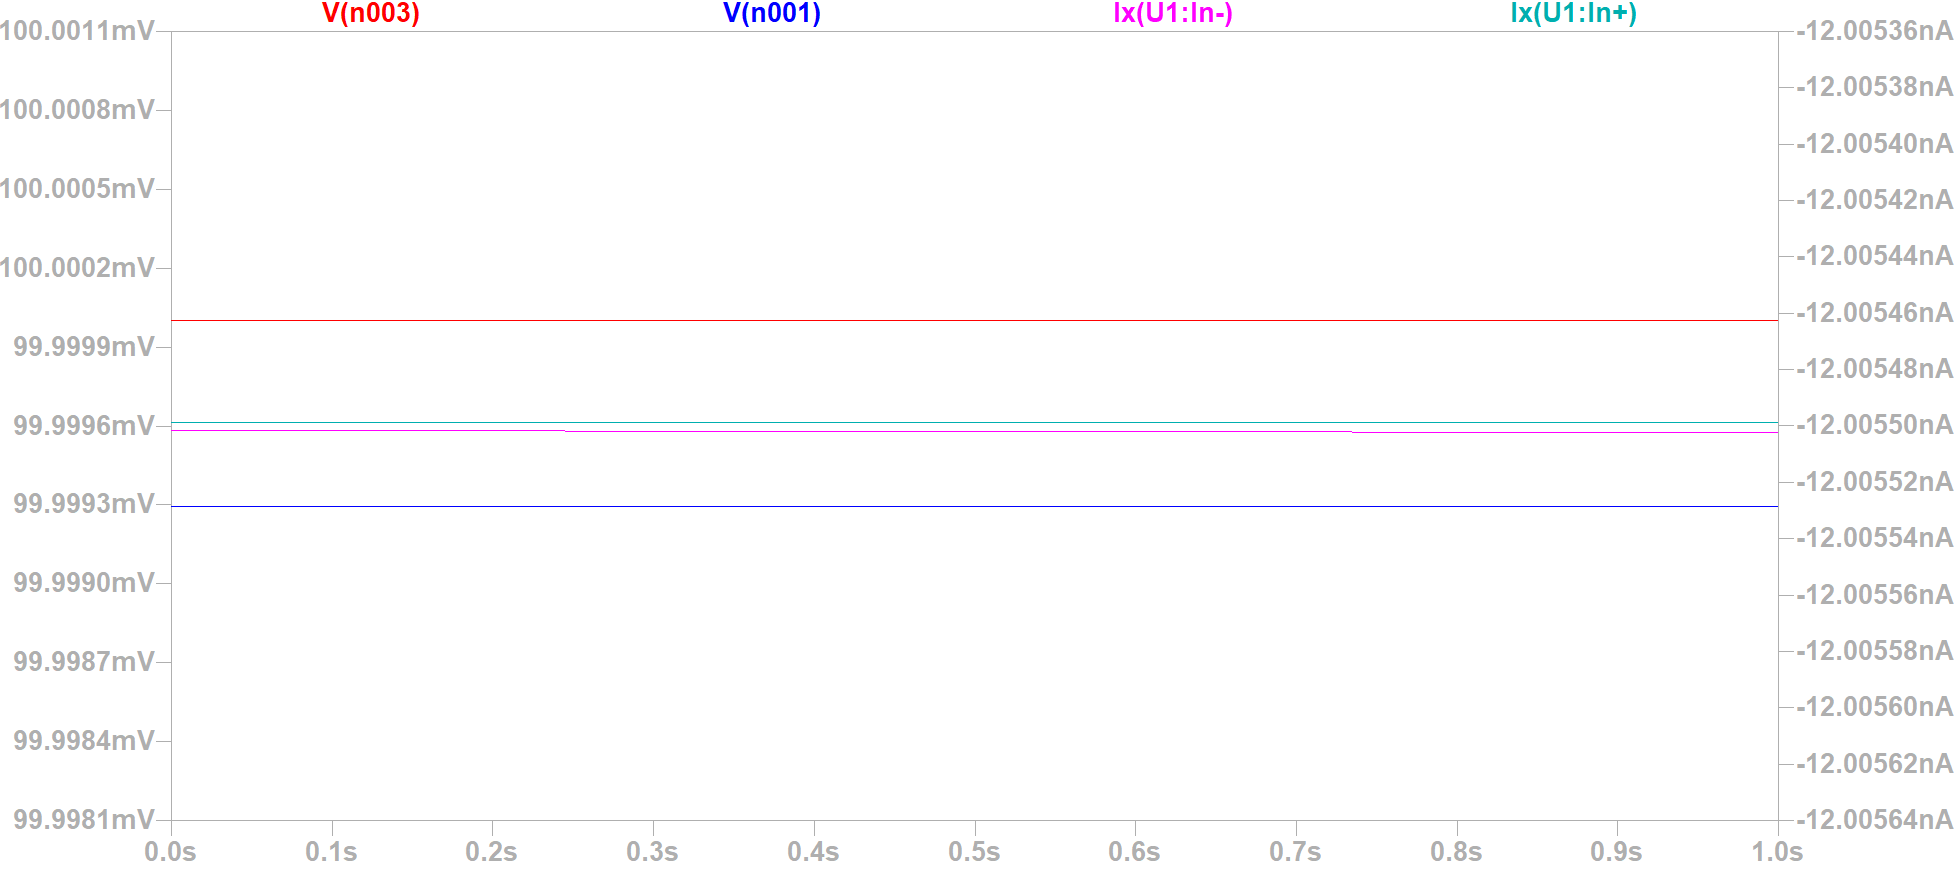 V(n003) V(n001) Ix(U1:In-) Ix(U1:In+)
100.0011mV -12.00536nA
-12.00538nA
100.0008mV
-12.00540nA
100.0005mV -12.00542nA
-12.00544nA
100.0002mV
-12.00546nA
99.9999mV
-12.00548nA
99.9996mV -12.00550nA
-12.00552nA
99.9993mV
-12.00554nA
99.9990mV
-12.00556nA
99.9987mV -12.00558nA
-12.00560nA
99.9984mV
-12.00562nA
99.9981mV -12.00564nA
0.0s 0.1s 0.2s 0.3s 0.4s 0.5s 0.6s 0.7s 0.8s 0.9s 1.0s